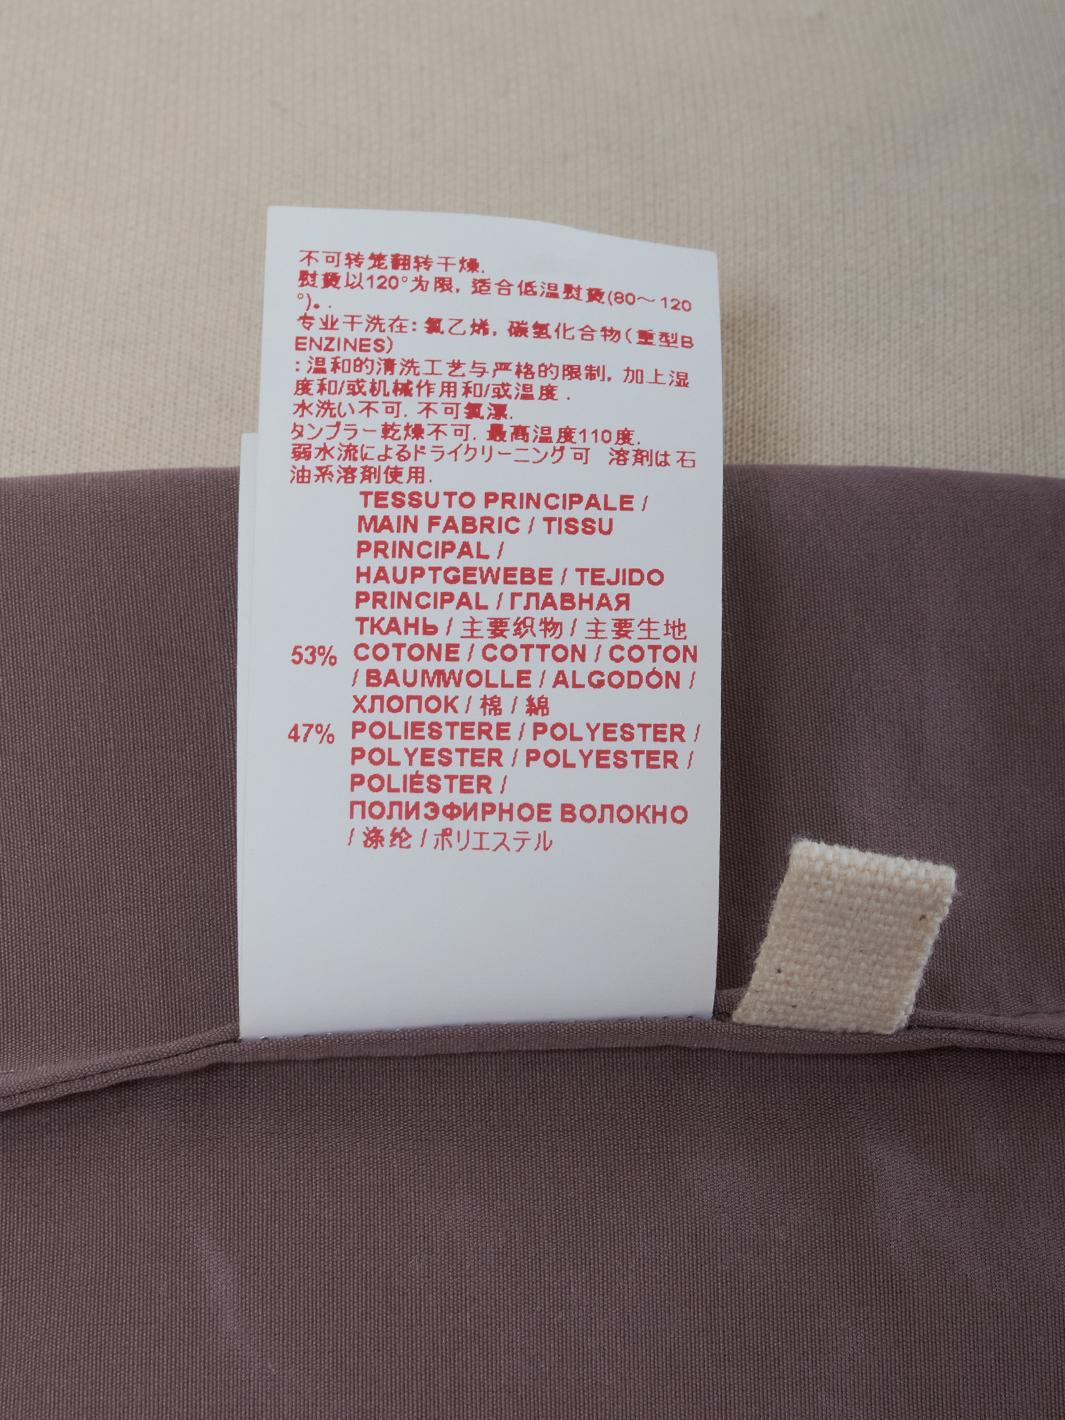 不可转笼翻转干燥.
熨烫以120°为限, 适合低温熨烫(80～120
°)。.
专业干洗在: 氯乙烯, 碳氢化合物(重型B
ENZINES)
: 温和的清洗工艺与严格的限制, 加上湿
度和/或机械作用和/或温度 .
水洗い不可. 不可氯漂.
タンブラー乾燥不可. 最高温度110度.
弱水流によるドライクリーニング可 溶剤は石
油系溶剤使用.
TESSUTO PRINCIPALE /
MAIN FABRIC / TISSU
PRINCIPAL /
HAUPTGEWEBE / TEJIDO
PRINCIPAL / ГЛАВНАЯ
ТКАНЬ / 主要织物 / 主要生地
53% COTONE / COTTON / COTON
/ BAUMWOLLE / ALGODÓN /
ХЛОПОК / 棉 / 綿
47% POLIESTERE / POLYESTER /
POLYESTER / POLYESTER /
POLIÉSTER /
ПОЛИЭФИРНОЕ ВОЛОКНО
/ 涤纶 / ポリエステル